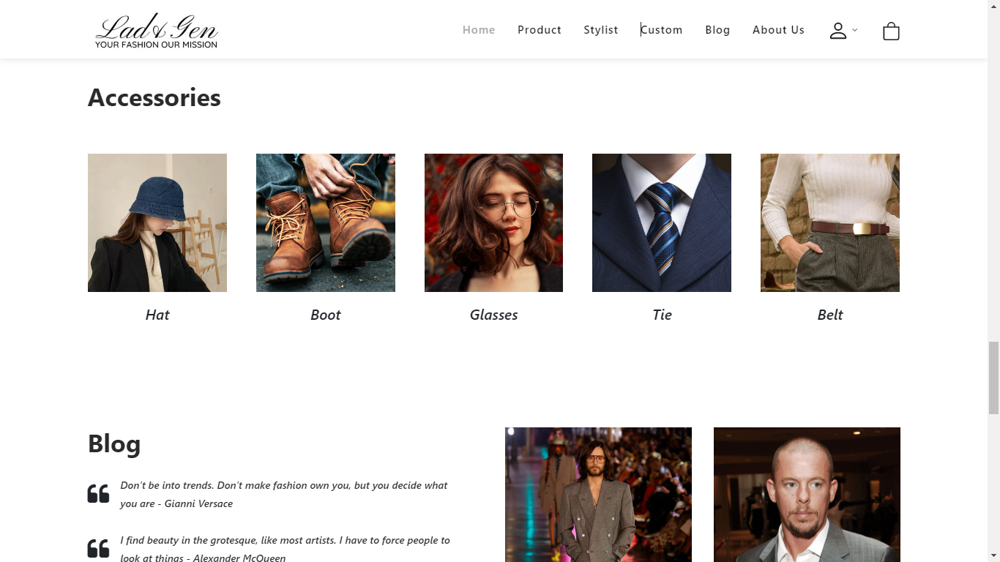 Lad&Gen
YOUR FASHION OUR MISSION
Home Product Stylist Custom Blog About Us
Accessories
Hat Boot Glasses Tie Belt
Blog
Don't be into trends. Don't make fashion own you, but you decide what
you are - Gianni Versace
I find beauty in the grotesque, like most artists. I have to force people to
look at things - Alexander McQueen